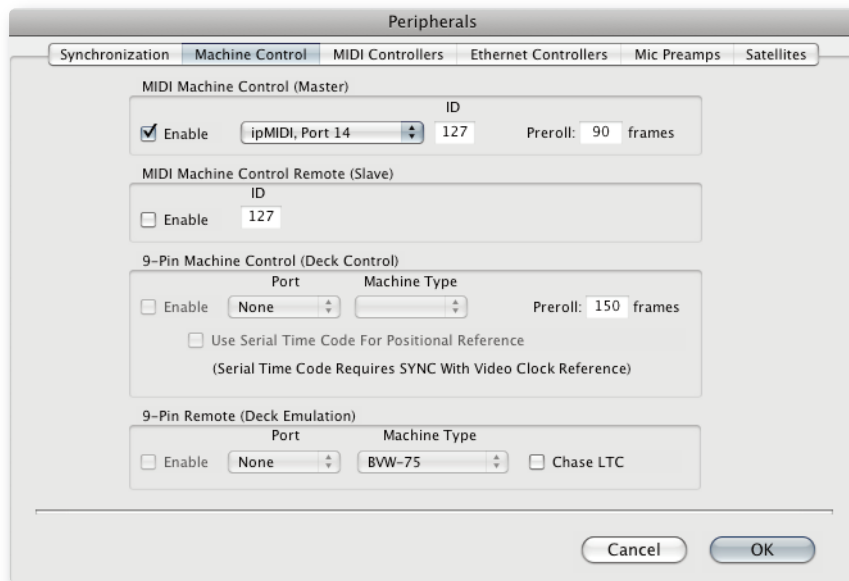 Peripherals
Synchronization Machine Control MIDI Controllers Ethernet Controllers Mic Preamps Satellites
MIDI Machine Control (Master)
ID
Enable ipMIDI, Port 14 127 Preroll: 90 frames
MIDI Machine Control Remote (Slave)
ID
Enable 127
9-Pin Machine Control (Deck Control)
Port Machine Type
Enable None Preroll: 150 frames
Use Serial Time Code For Positional Reference
(Serial Time Code Requires SYNC With Video Clock Reference)
9-Pin Remote (Deck Emulation)
Port Machine Type
Enable None BVW-75 Chase LTC
Cancel OK